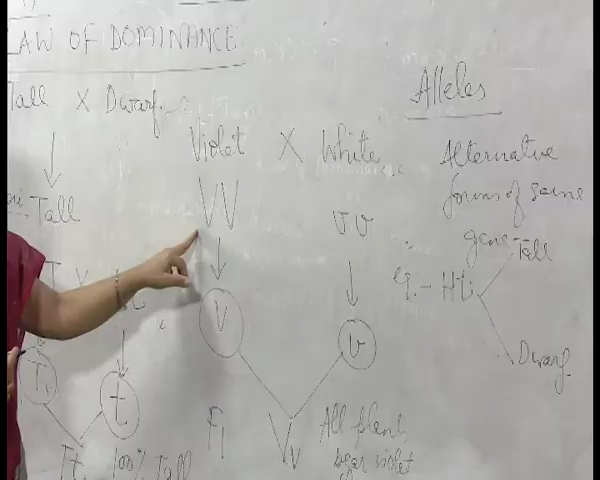 LAW OF DOMINANCE
Tall X Dwarf
Tall
T X
T
t
Tt 100% Tall
Violet X White
VV vv
V v
F1 Vv All plants
bear violet
Alleles
Alternative
forms of same
gene
eg:- Ht.
Tall
Dwarf